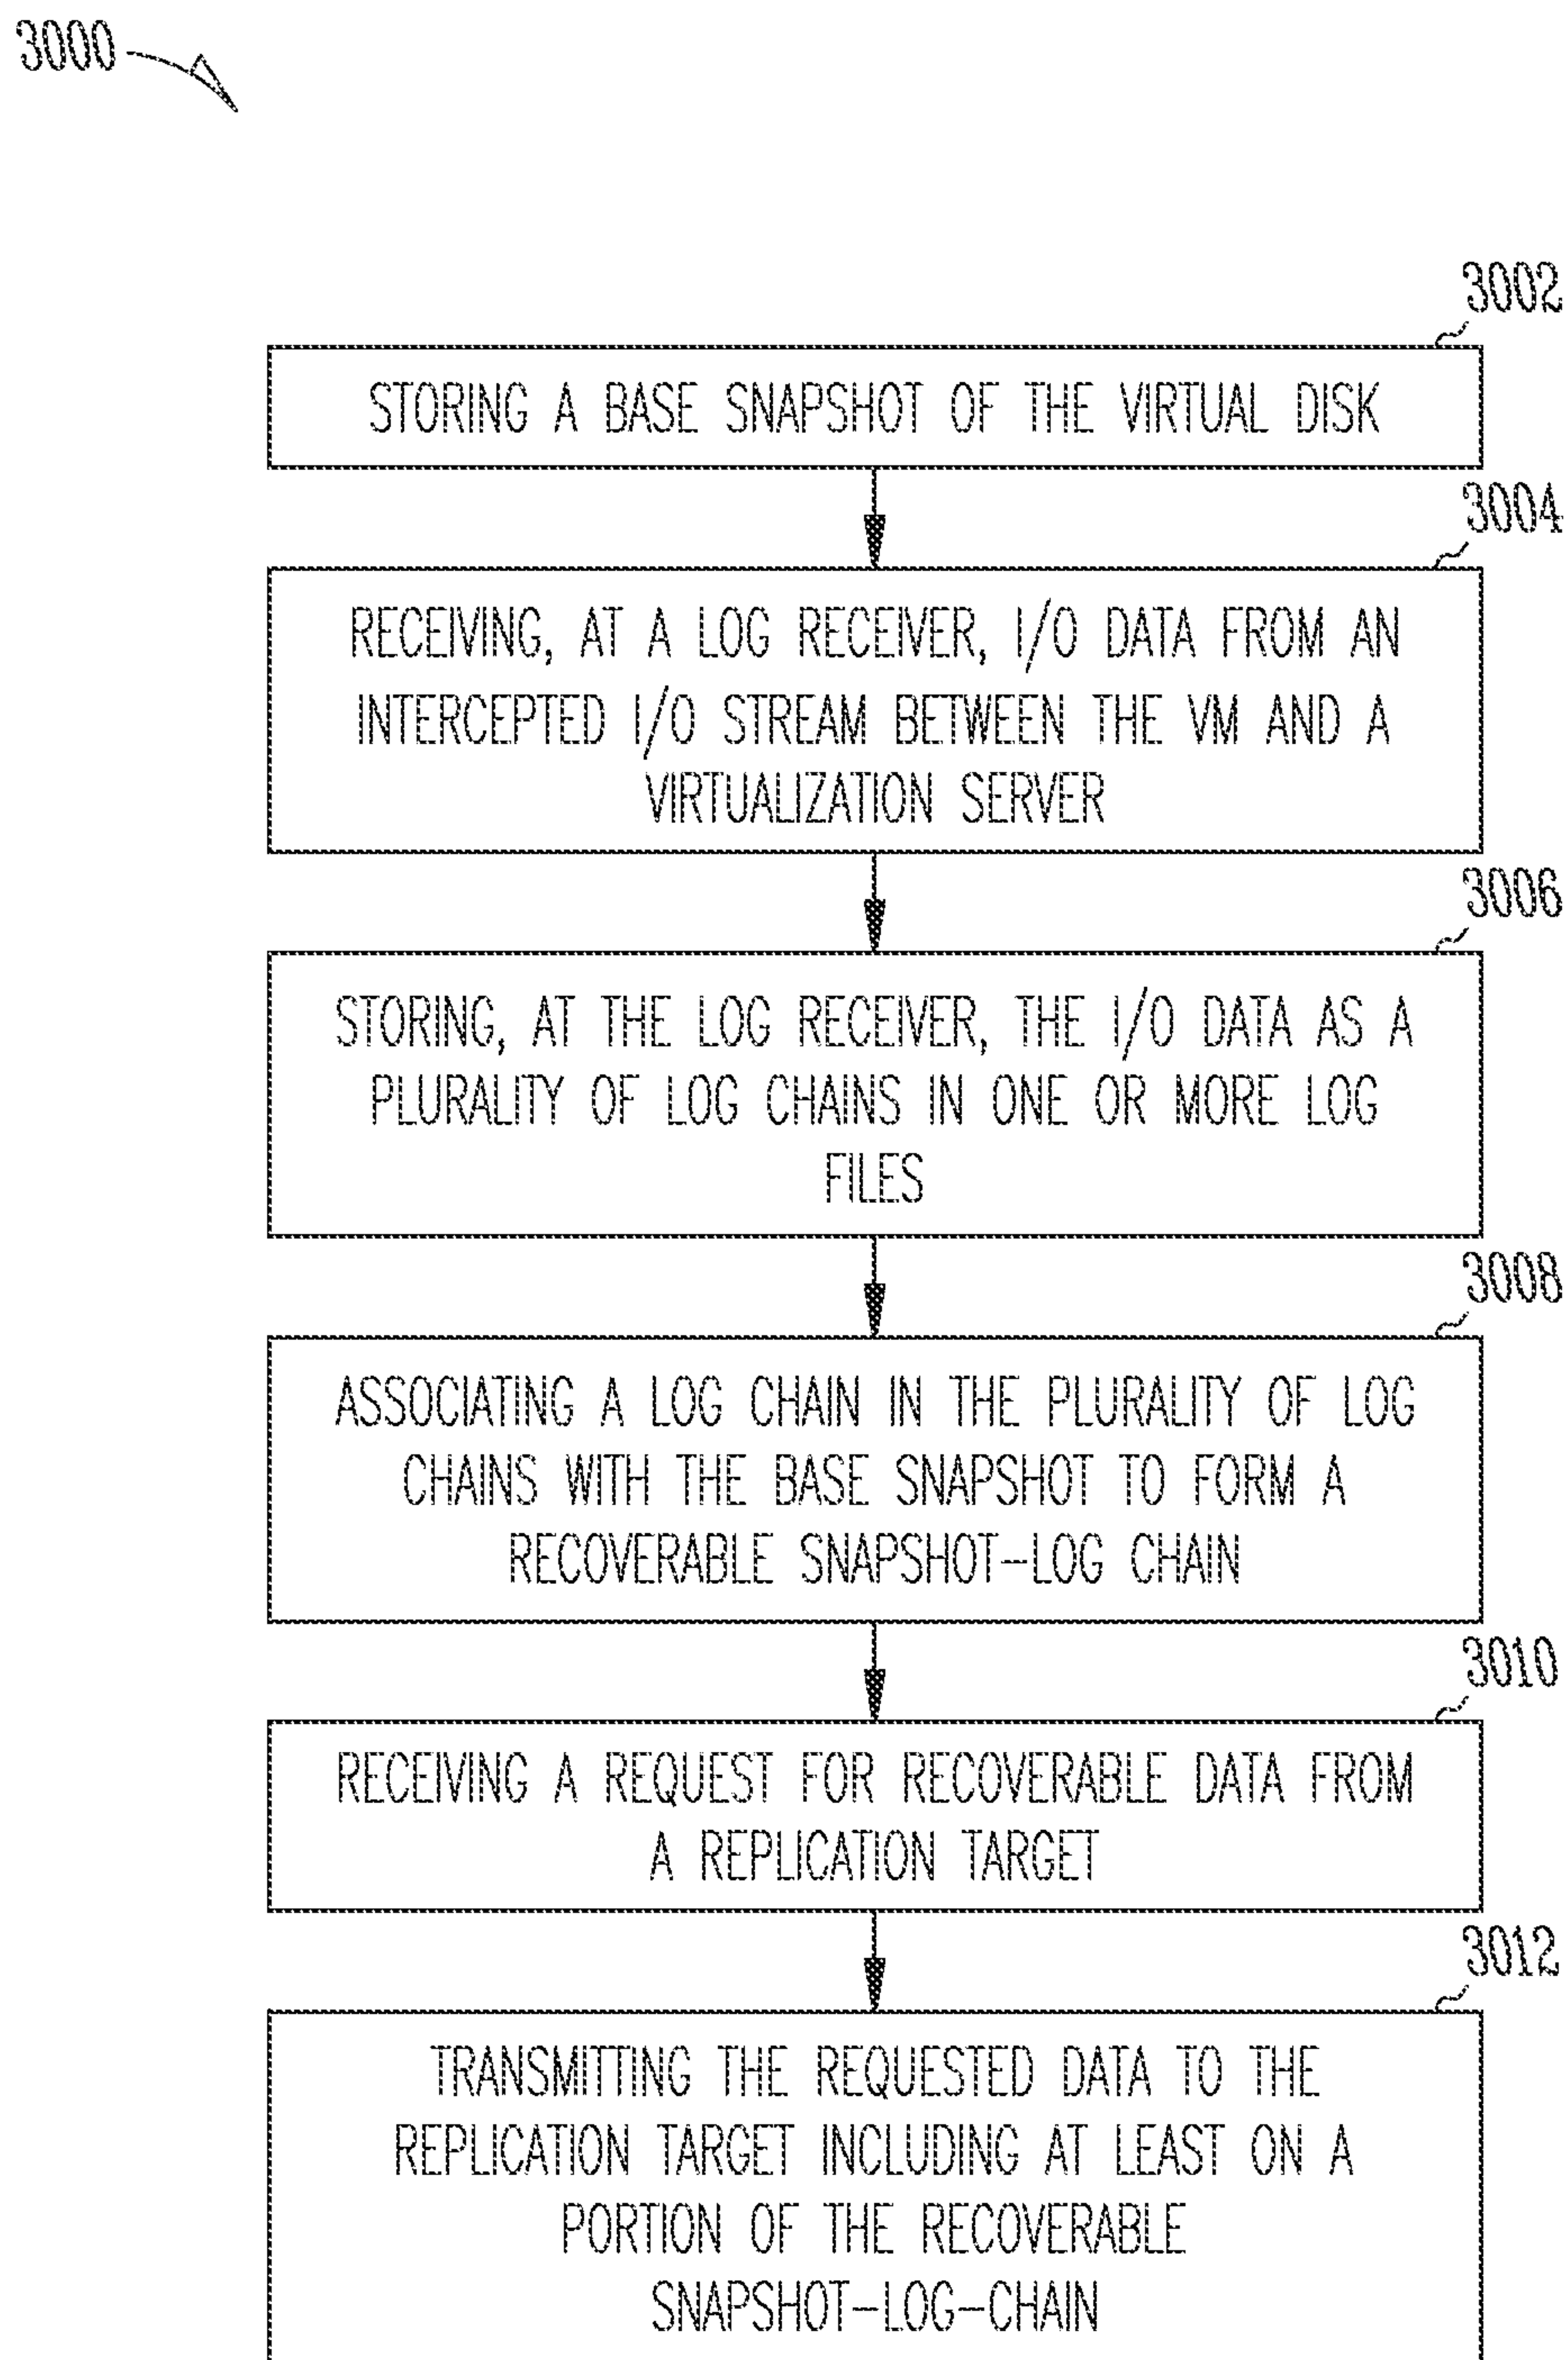 3000
3002
STORING A BASE SNAPSHOT OF THE VIRTUAL DISK
3004
RECEIVING, AT A LOG RECEIVER, I/O DATA FROM AN
INTERCEPTED I/O STREAM BETWEEN THE VM AND A
VIRTUALIZATION SERVER
3006
STORING, AT THE LOG RECEIVER, THE I/O DATA AS A
PLURALITY OF LOG CHAINS IN ONE OR MORE LOG
FILES
3008
ASSOCIATING A LOG CHAIN IN THE PLURALITY OF LOG
CHAINS WITH THE BASE SNAPSHOT TO FORM A
RECOVERABLE SNAPSHOT-LOG CHAIN
3010
RECEIVING A REQUEST FOR RECOVERABLE DATA FROM
A REPLICATION TARGET
3012
TRANSMITTING THE REQUESTED DATA TO THE
REPLICATION TARGET INCLUDING AT LEAST ON A
PORTION OF THE RECOVERABLE
SNAPSHOT-LOG-CHAIN